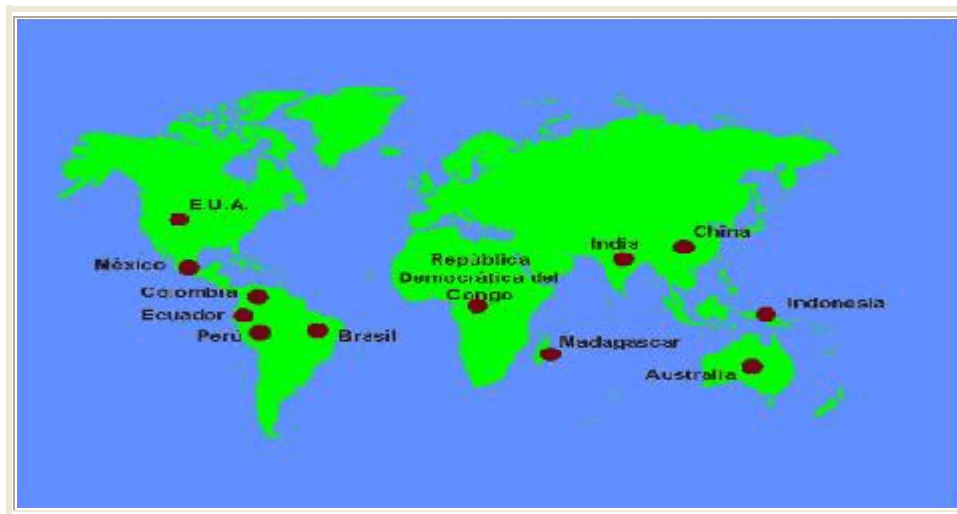 E.U.A.
China
India
México
República
Democrática del
Congo
Colombia
Indonesia
Ecuador
Perú
Brasil
Madagascar
Australia